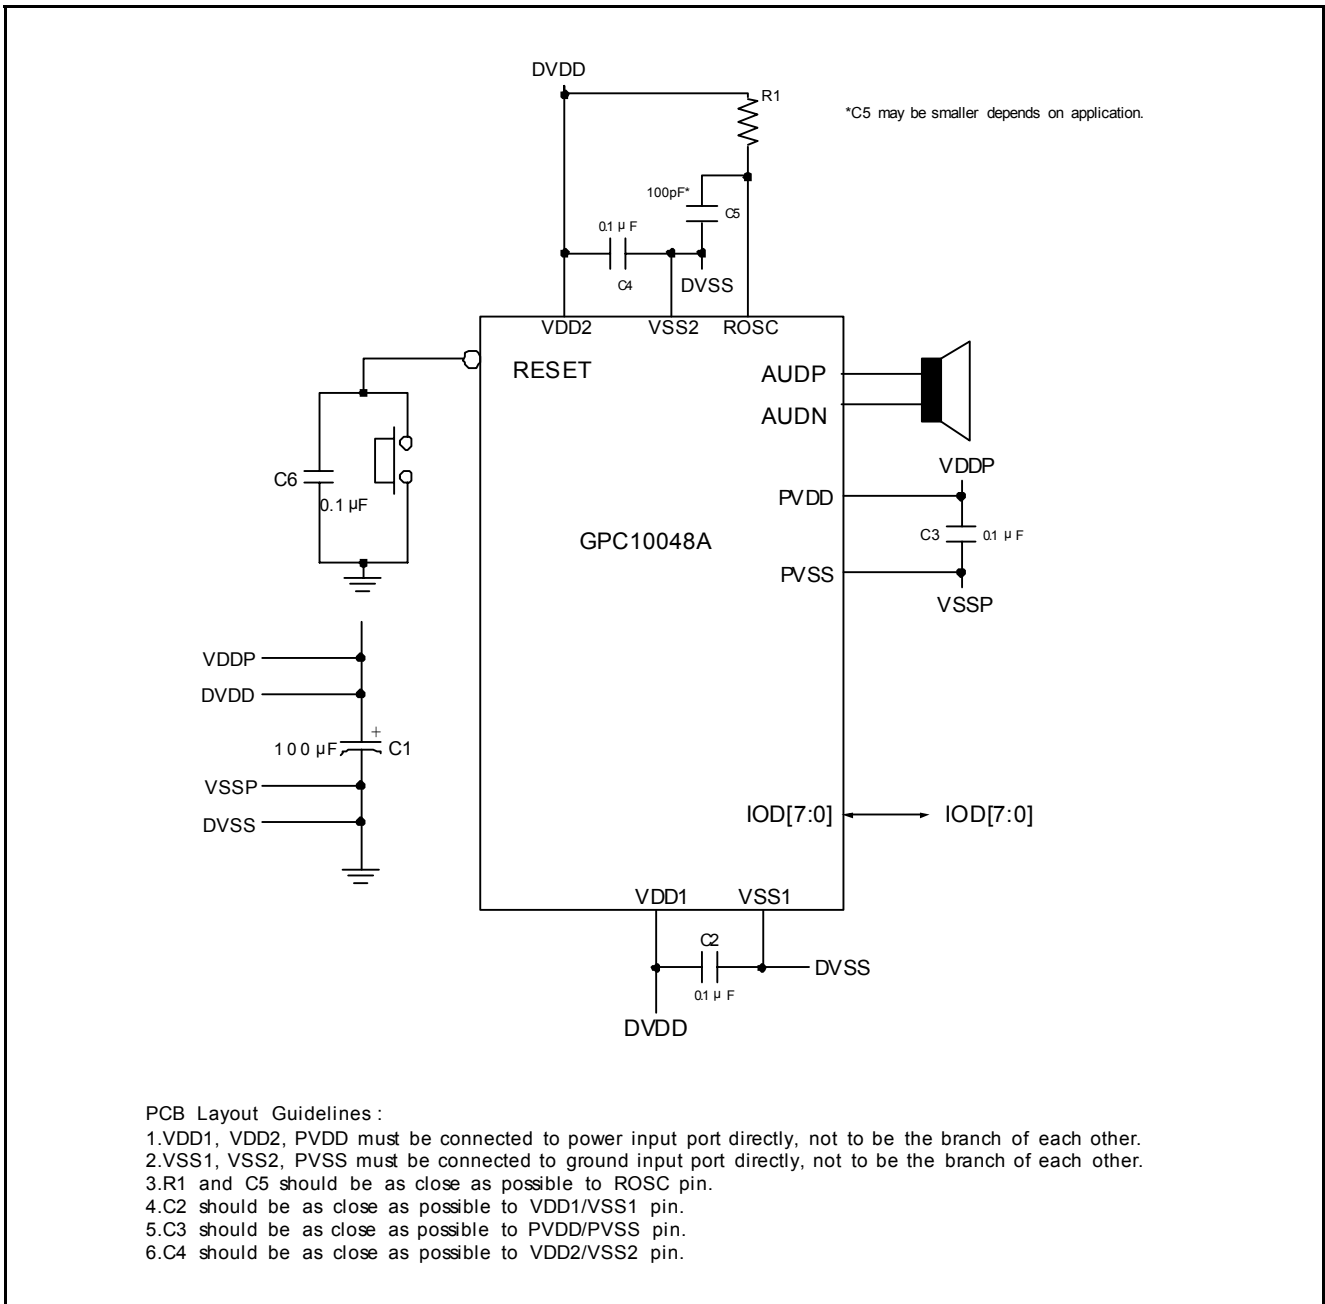 DVDD
R1
*C5 may be smaller depends on application.
100pF*
C5
0.1 μ F
C4
DVSS
VDD2 VSS2 ROSC
RESET
AUDP
AUDN
VDDP
C6
0.1 μF
PVDD
GPC10048A
C3 0.1 μ F
PVSS
VSSP
VDDP
DVDD
+
100 μF C1
VSSP
DVSS
IOD[7:0] IOD[7:0]
VDD1 VSS1
C2
DVSS
0.1 μ F
DVDD
PCB Layout Guidelines :
1.VDD1, VDD2, PVDD must be connected to power input port directly, not to be the branch of each other.
2.VSS1, VSS2, PVSS must be connected to ground input port directly, not to be the branch of each other.
3.R1 and C5 should be as close as possible to ROSC pin.
4.C2 should be as close as possible to VDD1/VSS1 pin.
5.C3 should be as close as possible to PVDD/PVSS pin.
6.C4 should be as close as possible to VDD2/VSS2 pin.